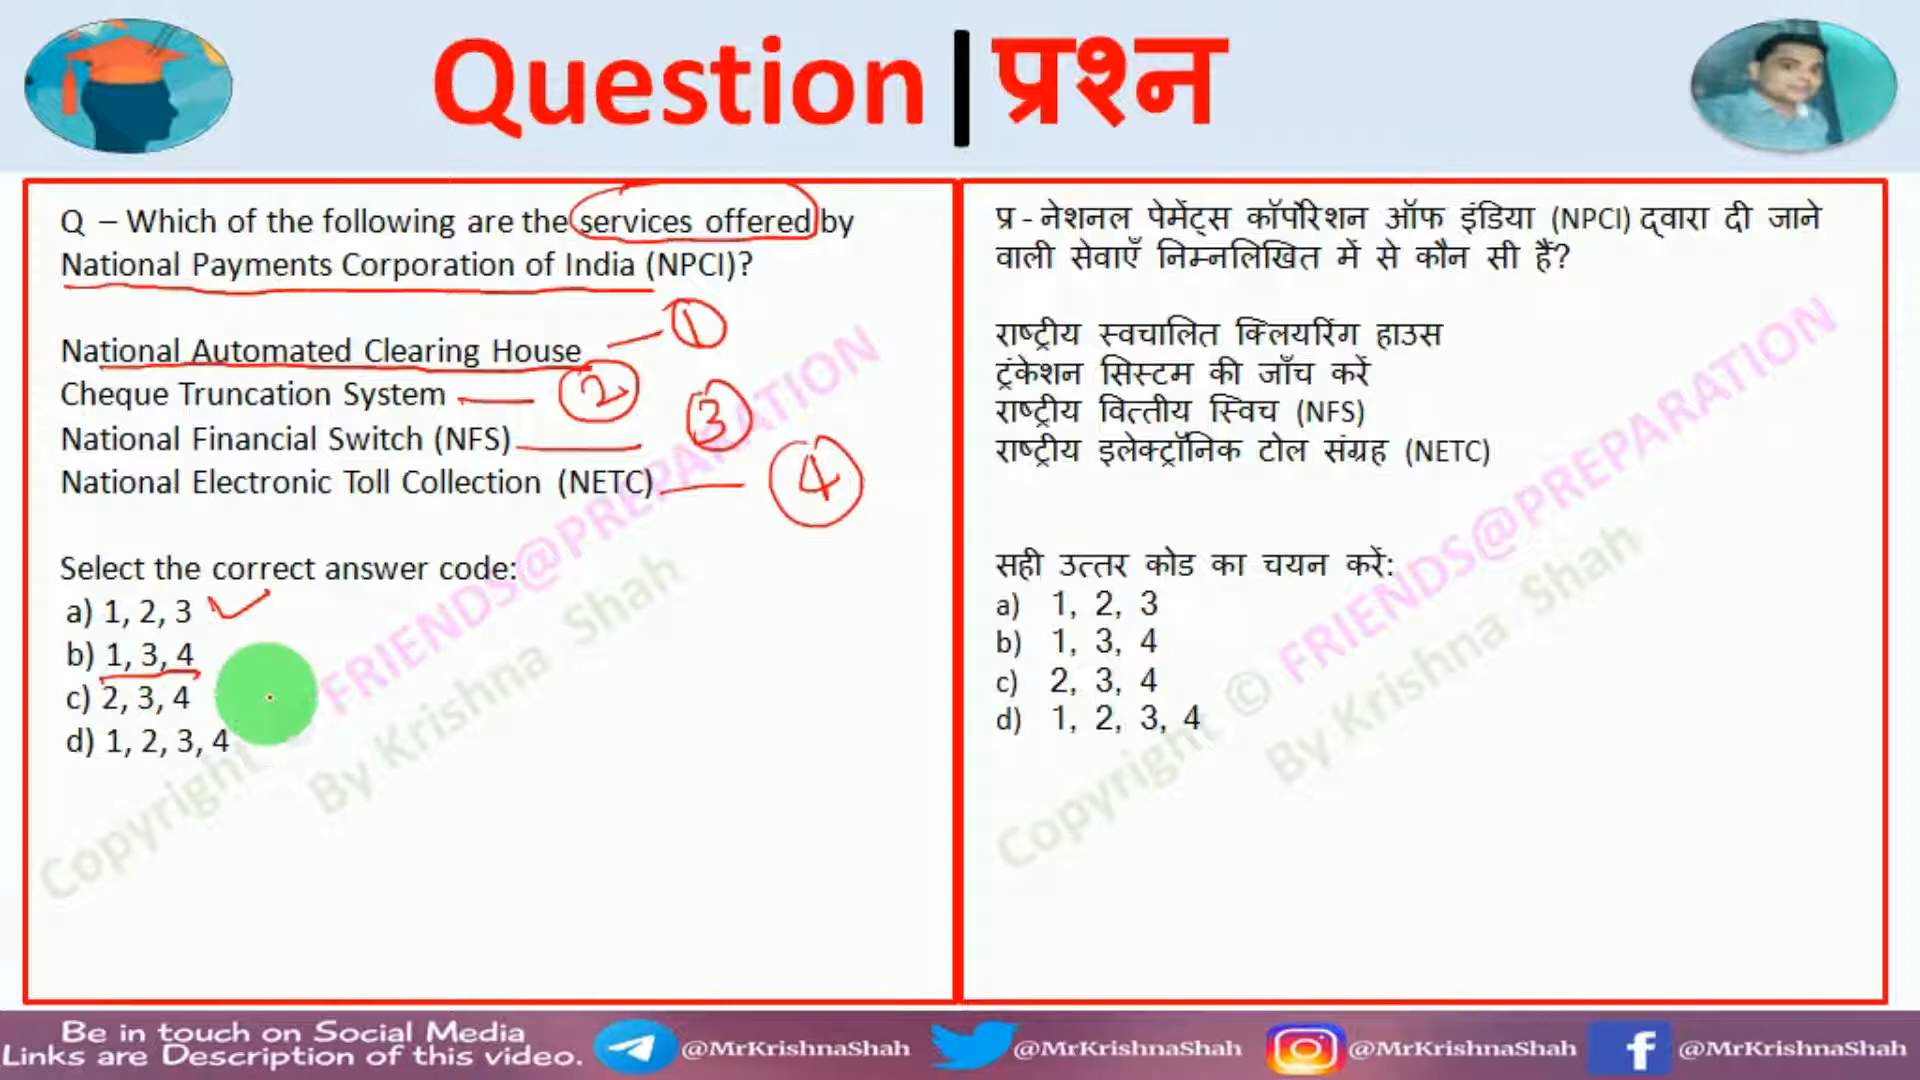 Question|प्रश्न
Q – Which of the following are the services offered by
National Payments Corporation of India (NPCI)?
National Automated Clearing House
1
Cheque Truncation System
2
National Financial Switch (NFS)
3
National Electronic Toll Collection (NETC)
4
Select the correct answer code:
a) 1, 2, 3
b) 1, 3, 4
c) 2, 3, 4
d) 1, 2, 3, 4
Copyright © FRIENDS@PREPARATION
By Krishna Shah
प्र - नेशनल पेमेंट्स कॉर्पोरेशन ऑफ इंडिया (NPCI) द्वारा दी जाने
वाली सेवाएँ निम्नलिखित में से कौन सी हैं?
राष्ट्रीय स्वचालित क्लियरिंग हाउस
ट्रंकेशन सिस्टम की जाँच करें
राष्ट्रीय वित्तीय स्विच (NFS)
राष्ट्रीय इलेक्ट्रॉनिक टोल संग्रह (NETC)
सही उत्तर कोड का चयन करें:
a) 1, 2, 3
b) 1, 3, 4
c) 2, 3, 4
d) 1, 2, 3, 4
Copyright © FRIENDS@PREPARATION
By Krishna Shah
Be in touch on Social Media
Links are Description of this video.
@MrKrishnaShah
@MrKrishnaShah
@MrKrishnaShah
@MrKrishnaShah